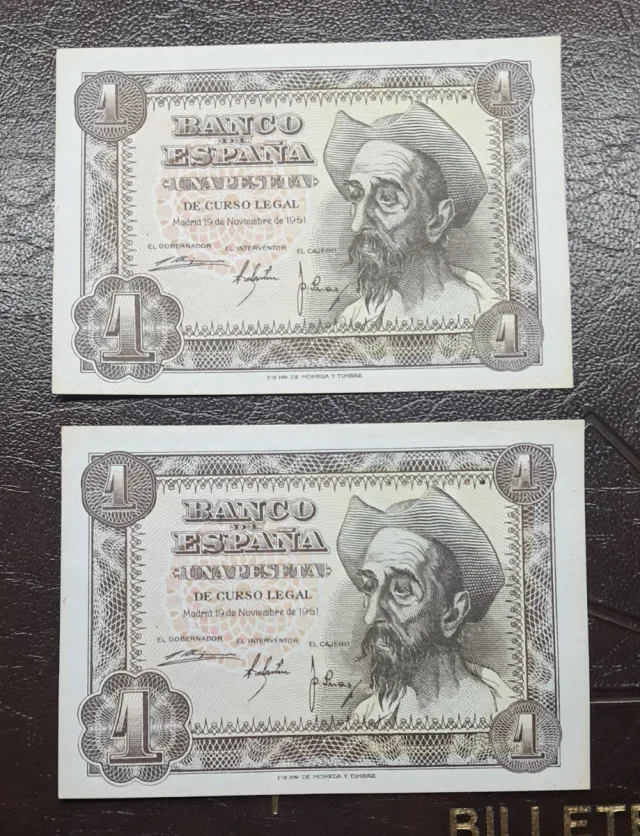 1 1
BANCO
DE
ESPAÑA
UNA PESETA
DE CURSO LEGAL
Madrid 19 de Noviembre de 1951
EL GOBERNADOR EL INTERVENTOR EL CAJERO
1 1
DE MONEDA Y TIMBRE
1 1
BANCO
DE
ESPAÑA
UNA PESETA
DE CURSO LEGAL
Madrid 19 de Noviembre de 1951
EL GOBERNADOR EL INTERVENTOR EL CAJERO
1 1
DE MONEDA Y TIMBRE
BILLET